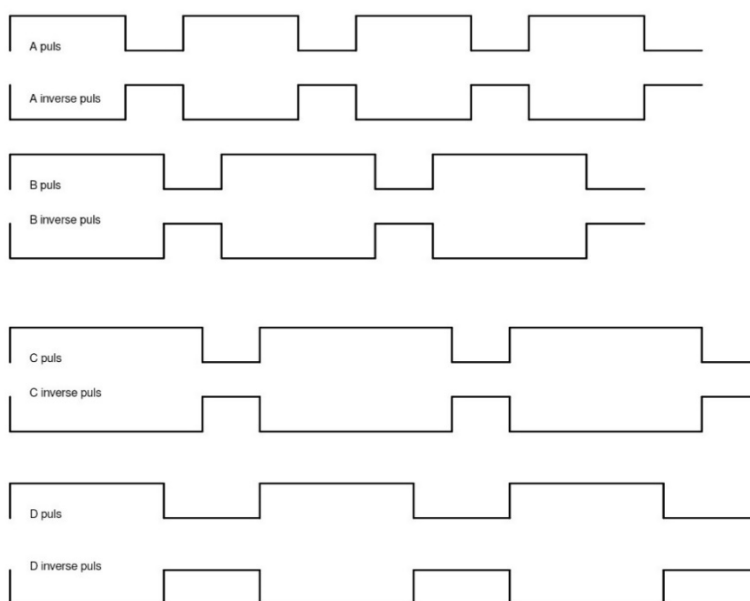 A puls
A inverse puls
B puls
B inverse puls
C puls
C inverse puls
D puls
D inverse puls